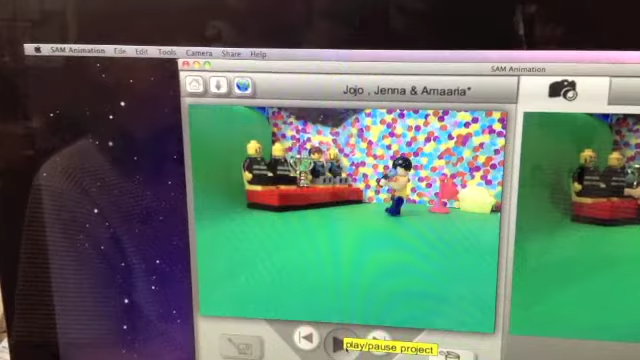 SAM Animation File Edit Tools Camera Share Help
SAM Animation
Jojo , Jenna & Amaaria*
play/pause project